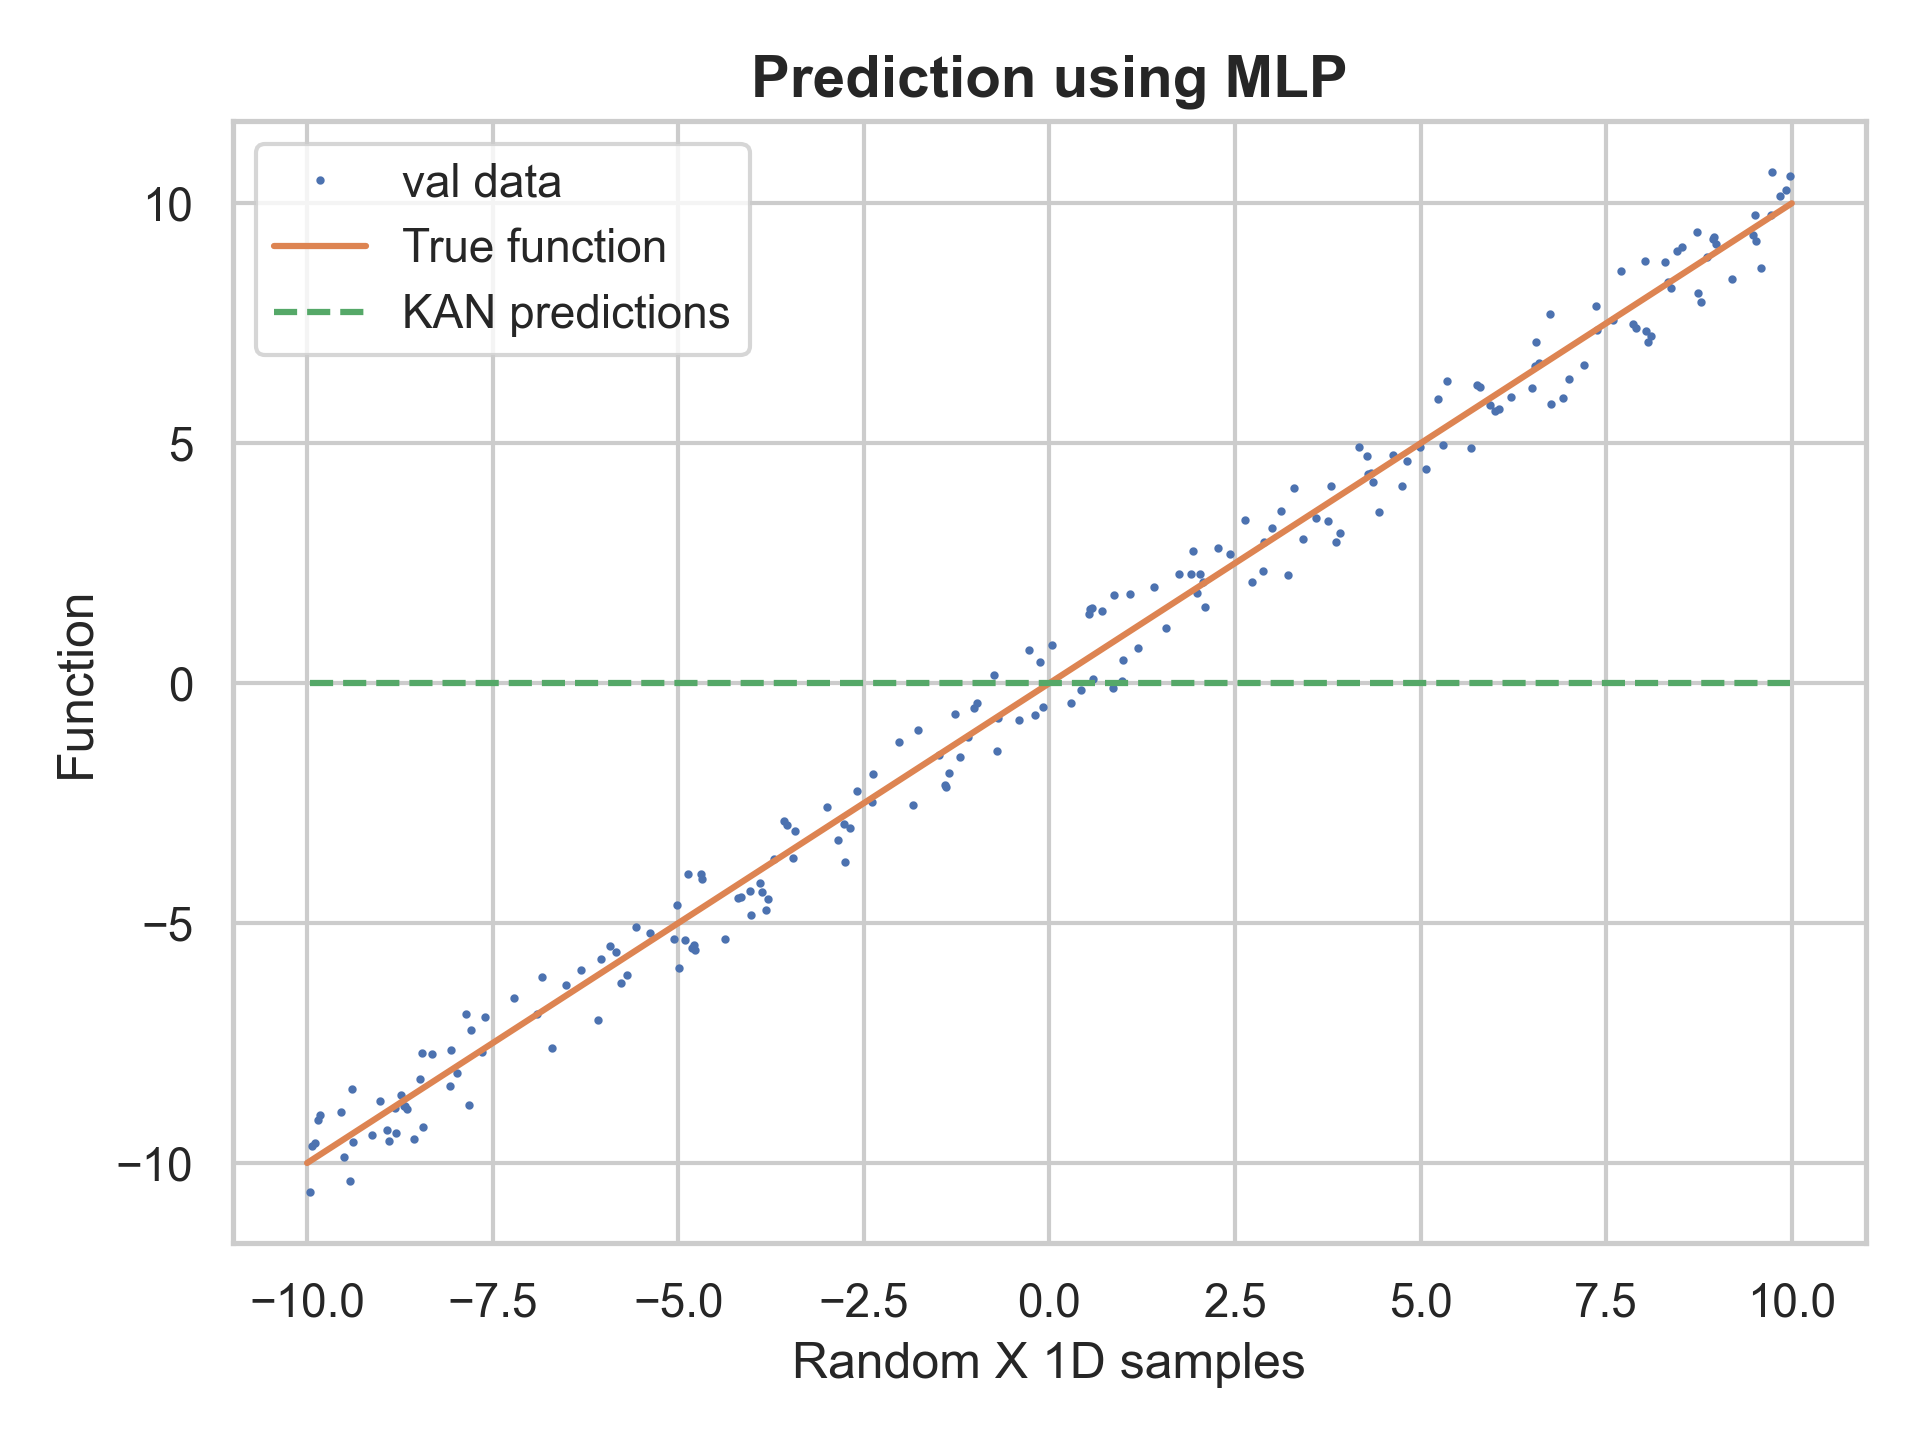 Prediction using MLP
val data
True function
KAN predictions
10
5
0
−5
−10
Function
−10.0 −7.5 −5.0 −2.5 0.0 2.5 5.0 7.5 10.0
Random X 1D samples